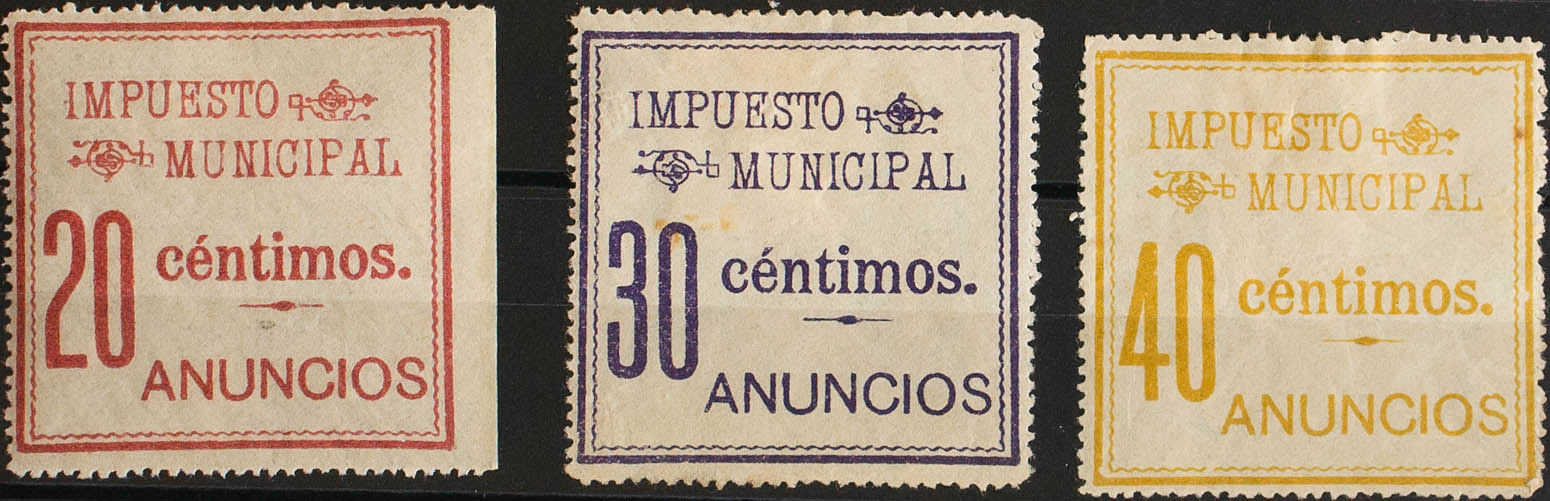 IMPUESTO
MUNICIPAL
20 céntimos.
ANUNCIOS
IMPUESTO
MUNICIPAL
30 céntimos.
ANUNCIOS
IMPUESTO
MUNICIPAL
40 céntimos.
ANUNCIOS